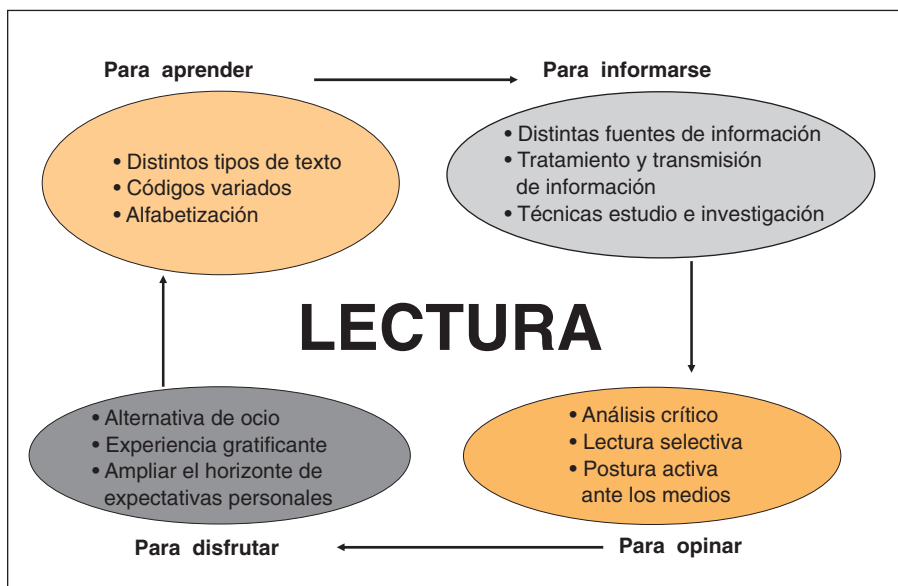 Para aprender
• Distintos tipos de texto
• Códigos variados
• Alfabetización
Para informarse
• Distintas fuentes de información
• Tratamiento y transmisión
de información
• Técnicas estudio e investigación
LECTURA
• Alternativa de ocio
• Experiencia gratificante
• Ampliar el horizonte de
expectativas personales
Para disfrutar
• Análisis crítico
• Lectura selectiva
• Postura activa
ante los medios
Para opinar